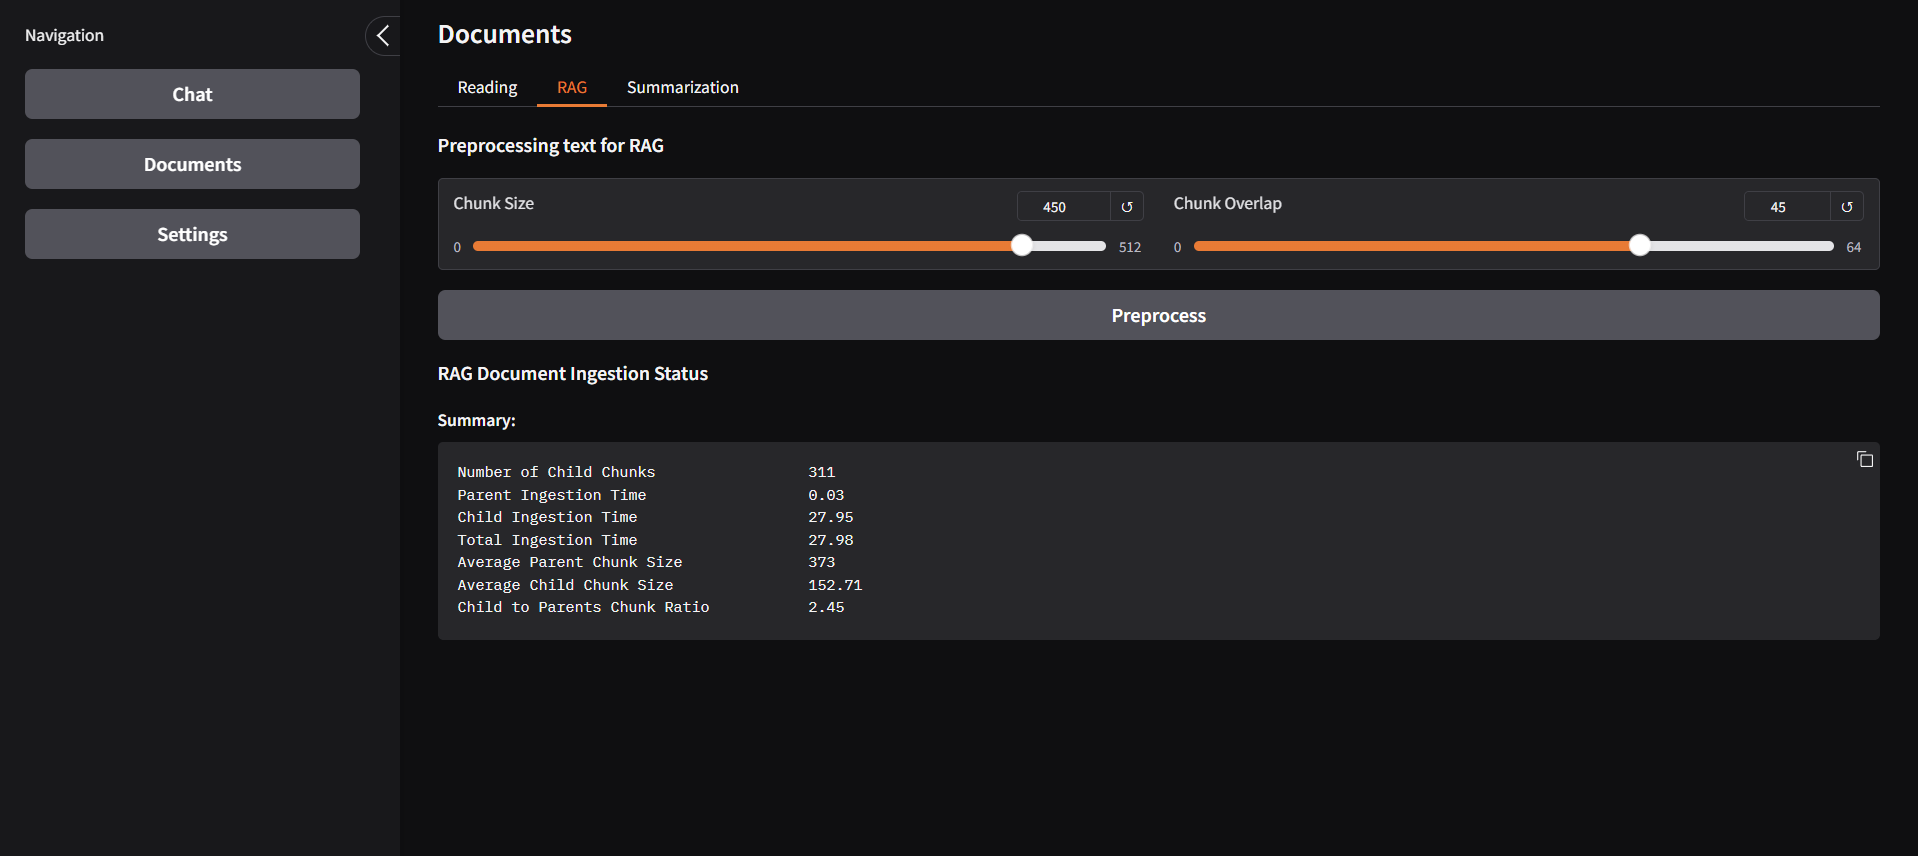 Navigation
Chat
Documents
Settings
Documents
Reading RAG Summarization
Preprocessing text for RAG
Chunk Size 450 ↺ Chunk Overlap 45 ↺
0 512 0 64
Preprocess
RAG Document Ingestion Status
Summary:
Number of Child Chunks 311
Parent Ingestion Time 0.03
Child Ingestion Time 27.95
Total Ingestion Time 27.98
Average Parent Chunk Size 373
Average Child Chunk Size 152.71
Child to Parents Chunk Ratio 2.45